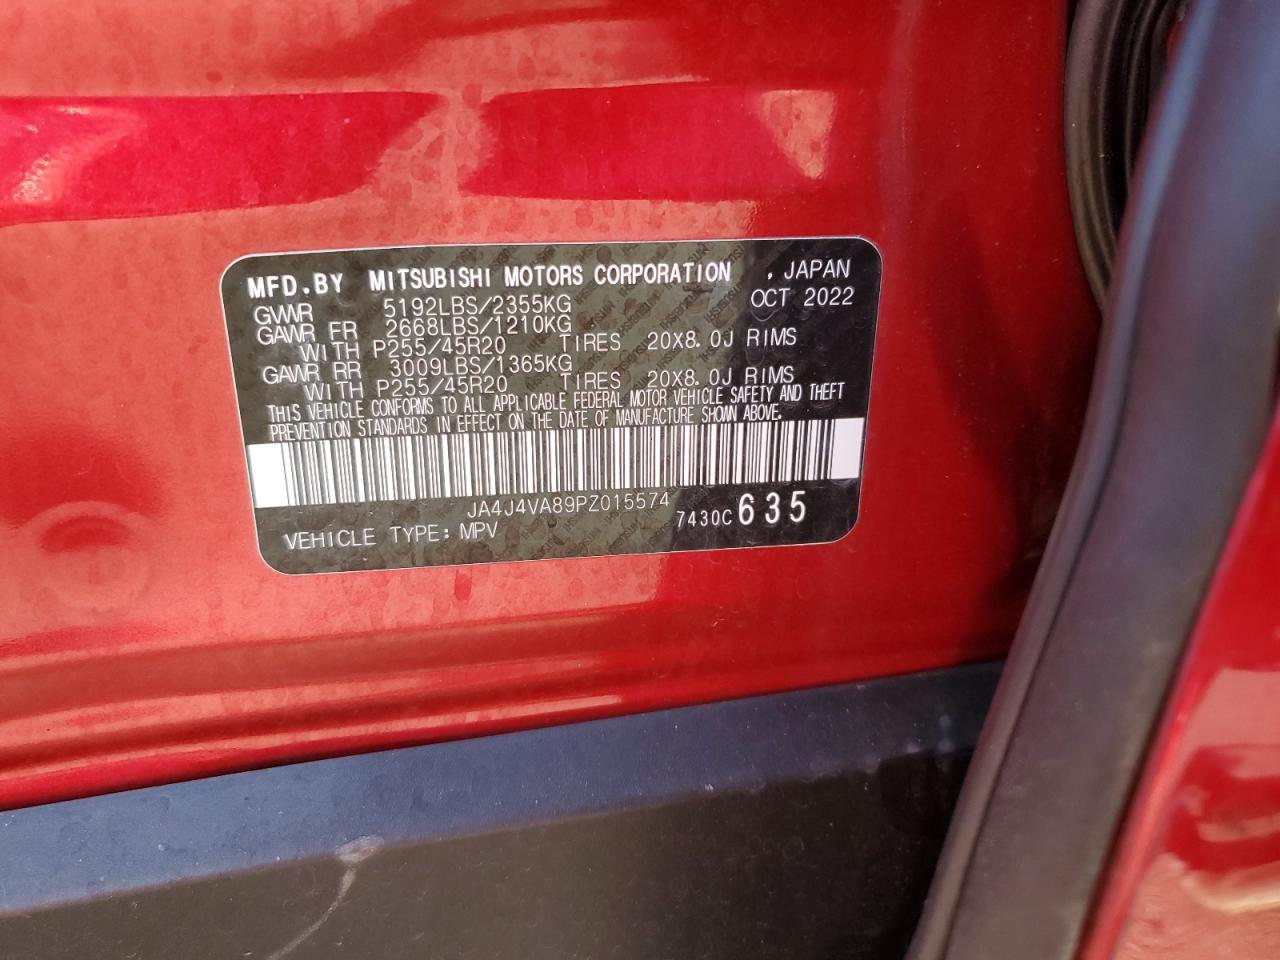 MFD.BY MITSUBISHI MOTORS CORPORATION , JAPAN
GVWR 5192LBS/2355KG OCT 2022
GAWR FR 2668LBS/1210KG
WITH P255/45R20 TIRES 20X8.0J RIMS
GAWR RR 3009LBS/1365KG
WITH P255/45R20 TIRES 20X8.0J RIMS
THIS VEHICLE CONFORMS TO ALL APPLICABLE FEDERAL MOTOR VEHICLE SAFETY AND THEFT
PREVENTION STANDARDS IN EFFECT ON THE DATE OF MANUFACTURE SHOWN ABOVE.
JA4J4VA89PZ015574
VEHICLE TYPE: MPV 7430C 635